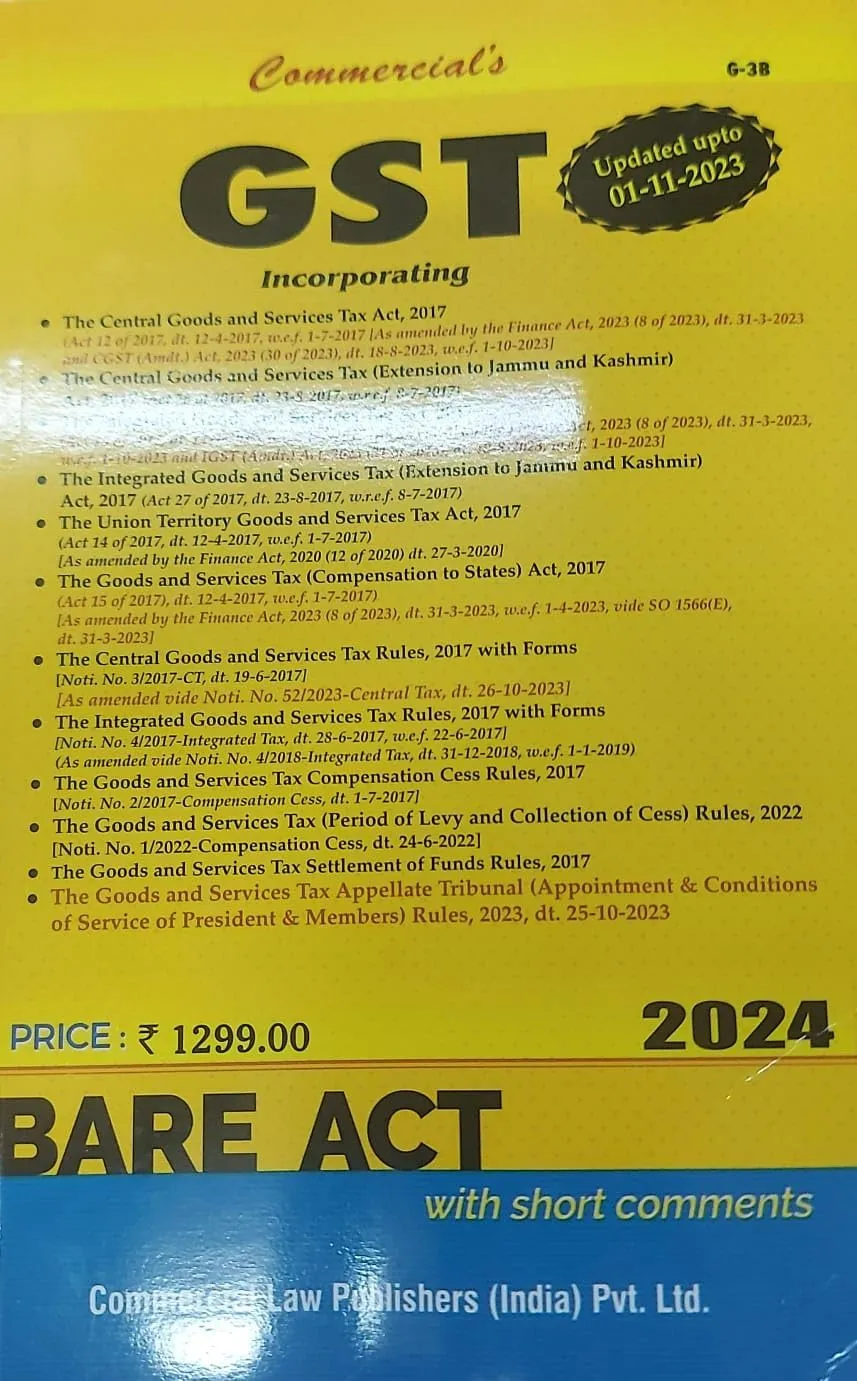 Commercial's
G-3B
GST
Updated upto
01-11-2023
Incorporating
• The Central Goods and Services Tax Act, 2017
(Act 12 of 2017, dt. 12-4-2017, w.e.f. 1-7-2017 [As amended by the Finance Act, 2023 (8 of 2023), dt. 31-3-2023
and CGST (Amdt.) Act, 2023 (30 of 2023), dt. 18-8-2023, w.e.f. 1-10-2023]
• The Central Goods and Services Tax (Extension to Jammu and Kashmir)
2017, dt. 23-8-2017, w.r.e.f. 8-7-2017)
2023 (8 of 2023), dt. 31-3-2023,
w.e.f. 1-10-2023 and IGST (Amdt.) Act, w.e.f. 1-10-2023]
• The Integrated Goods and Services Tax (Extension to Jammu and Kashmir)
Act, 2017 (Act 27 of 2017, dt. 23-8-2017, w.r.e.f. 8-7-2017)
• The Union Territory Goods and Services Tax Act, 2017
(Act 14 of 2017, dt. 12-4-2017, w.e.f. 1-7-2017)
[As amended by the Finance Act, 2020 (12 of 2020) dt. 27-3-2020]
• The Goods and Services Tax (Compensation to States) Act, 2017
(Act 15 of 2017), dt. 12-4-2017, w.e.f. 1-7-2017)
[As amended by the Finance Act, 2023 (8 of 2023), dt. 31-3-2023, w.e.f. 1-4-2023, vide SO 1566(E),
dt. 31-3-2023]
• The Central Goods and Services Tax Rules, 2017 with Forms
[Noti. No. 3/2017-CT, dt. 19-6-2017]
[As amended vide Noti. No. 52/2023-Central Tax, dt. 26-10-2023]
• The Integrated Goods and Services Tax Rules, 2017 with Forms
[Noti. No. 4/2017-Integrated Tax, dt. 28-6-2017, w.e.f. 22-6-2017]
(As amended vide Noti. No. 4/2018-Integrated Tax, dt. 31-12-2018, w.e.f. 1-1-2019)
• The Goods and Services Tax Compensation Cess Rules, 2017
[Noti. No. 2/2017-Compensation Cess, dt. 1-7-2017]
• The Goods and Services Tax (Period of Levy and Collection of Cess) Rules, 2022
[Noti. No. 1/2022-Compensation Cess, dt. 24-6-2022]
• The Goods and Services Tax Settlement of Funds Rules, 2017
• The Goods and Services Tax Appellate Tribunal (Appointment & Conditions
of Service of President & Members) Rules, 2023, dt. 25-10-2023
PRICE : ₹ 1299.00
2024
BARE ACT
with short comments
Commercial Law Publishers (India) Pvt. Ltd.